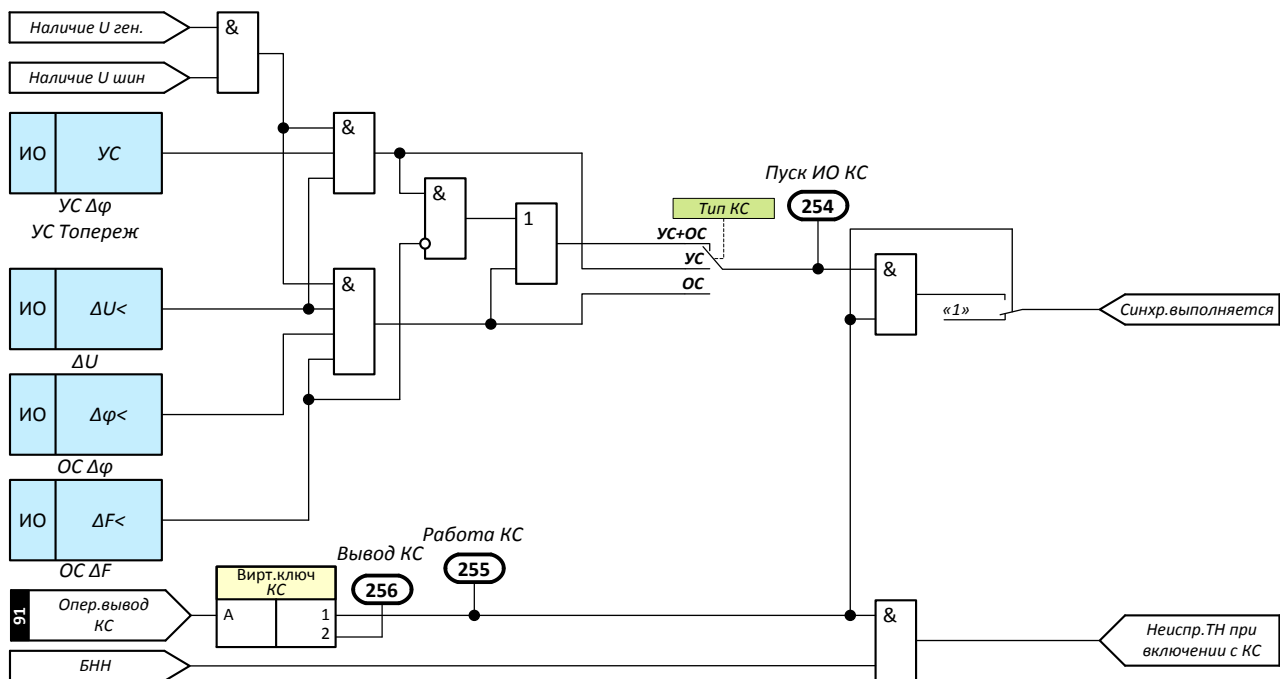 Наличие U ген.
&
Наличие U шин
ИО
УС
&
УС Δφ
УС Tопереж
&
1
Пуск ИО КС
Тип КС
254
УС+ОС
УС
ОС
ИО
ΔU<
&
&
«1»
Синхр.выполняется
ΔU
ИО
Δφ<
ОС Δφ
ИО
ΔF<
ОС ΔF
Работа КС
Вывод КС
255
256
91
Опер.вывод
КС
Вирт.ключ
КС
A
1
2
&
Неиспр.ТН при
включении с КС
БНН